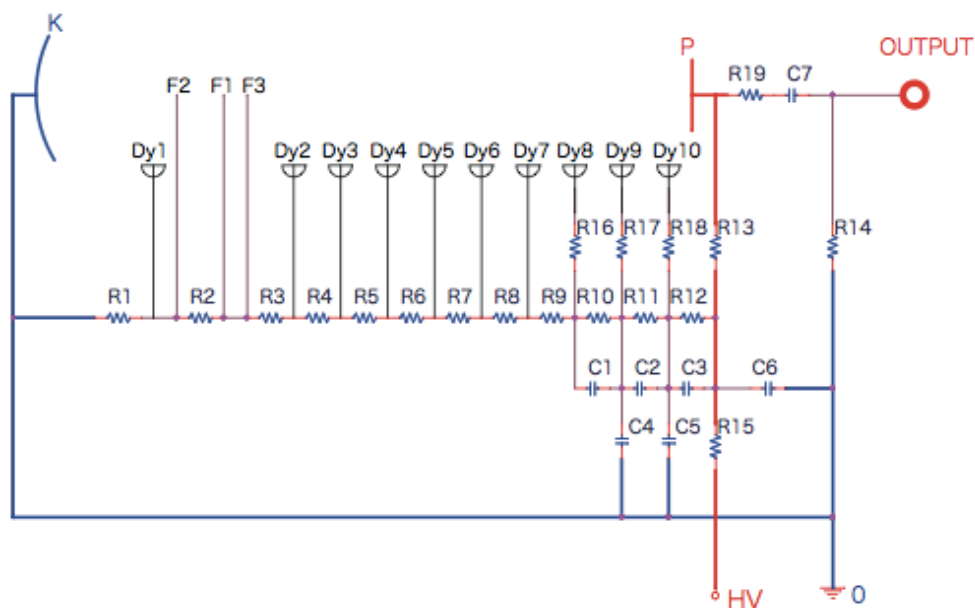 K
P
OUTPUT
R19 C7
F2 F1 F3
Dy1 Dy2 Dy3 Dy4 Dy5 Dy6 Dy7 Dy8 Dy9 Dy10
R16 R17 R18 R13 R14
R1 R2 R3 R4 R5 R6 R7 R8 R9 R10 R11 R12
C1 C2 C3 C6
C4 C5 R15
HV 0